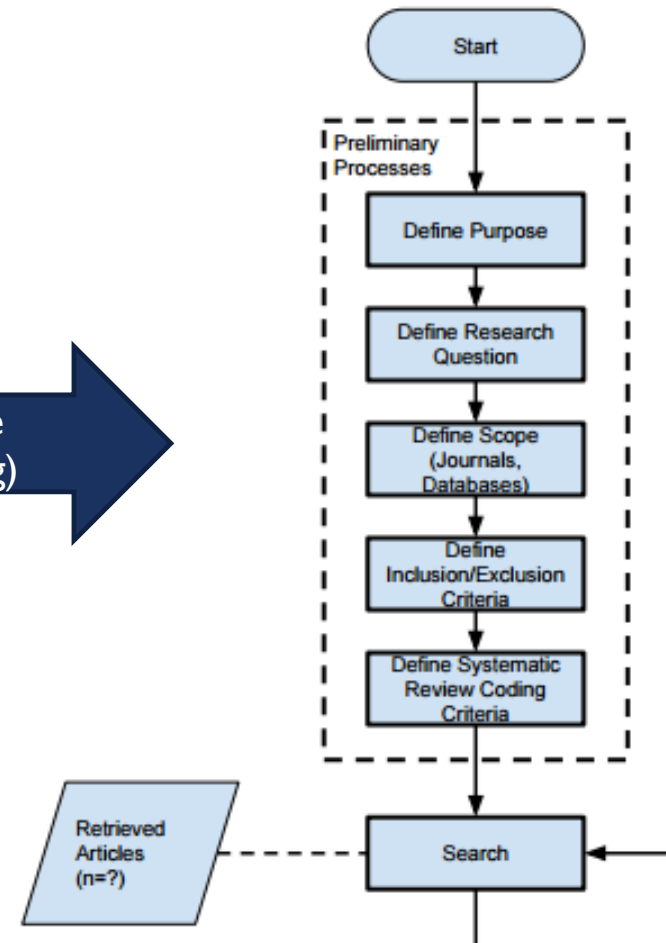 Start
Preliminary
Processes
Define Purpose
Define Research
Question
Define Scope
(Journals,
Databases)
Define
Inclusion/Exclusion
Criteria
Define Systematic
Review Coding
Criteria
Retrieved
Articles
(n=?)
Search